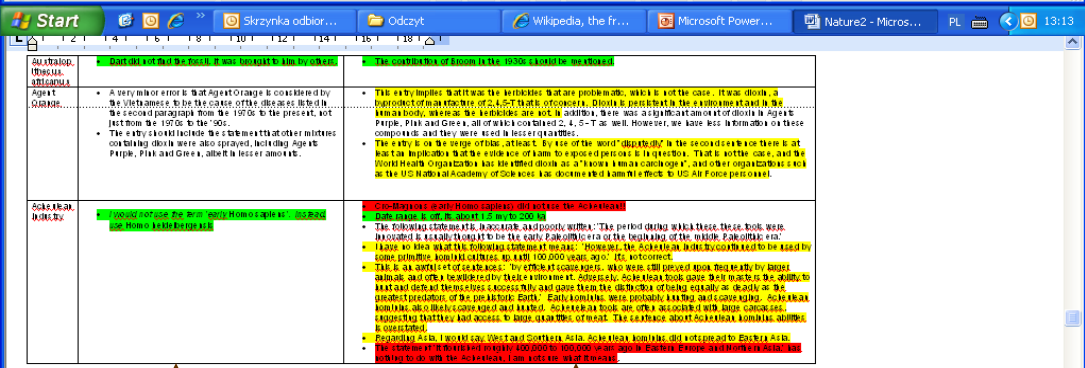 Start
Skrzynka odbior...
Odczyt
Wikipedia, the fr...
Microsoft Power...
Nature2 - Micros...
PL
13:13
2 4 6 8 10 12 14 16 18
Australop
ithecus
africanus
• Dart did not find the fossil. It was brought to him by others.
• The contribution of Broom in the 1930s should be mentioned.
Agent
Orange
• A very minor error is that Agent Orange is considered by
the Vietnamese to be the cause of the diseases listed in
the second paragraph from the 1970s to the present, not
just from the 1970s to the '90s.
• The entry should include the statement that other mixtures
containing dioxin were also sprayed, including Agents
Purple, Pink and Green, albeit in lesser amounts.
• This entry implies that it was the herbicides that are problematic, which is not the case. It was dioxin, a
byproduct of manufacture of 2,4,5-T that is of concern. Dioxin is persistent in the environment and in the
human body, whereas the herbicides are not. In addition, there was a significant amount of dioxin in Agents
Purple, Pink and Green, all of which contained 2, 4, 5-T as well. However, we have less information on these
compounds and they were used in lesser quantities.
• The entry is on the verge of bias, at least. By use of the word "disputedly" in the second sentence there is at
least an implication that the evidence of harm to exposed persons is in question. That is not the case, and the
World Health Organization has identified dioxin as a "known human carcinogen", and other organizations such
as the US National Academy of Sciences has documented harmful effects to US Air Force personnel.
Acheulean
Industry
• I would not use the term 'early Homo sapiens'. Instead,
use Homo heidelbergensis
• Cro-Magnons (early Homo sapiens) did not use the Acheulean!!
• Date range is off, its about 1.5 my to 200 ka
• The following statement is inaccurate and poorly written: 'The period during which these, these tools, were
innovated is usually thought to be the early Paleolithic era or the beginning of the middle Paleolithic era.'
• I have no idea what this following statement means: 'However, the Acheulean Industry continued to be used by
some primitive hominid cultures up until 100,000 years ago.' Its not correct.
• This is an awful set of sentences: 'by efficient scavengers, who were still preyed upon frequently by larger
animals and often bewildered by their environment. Adversely, Acheulean tools gave their masters the ability to
hunt and defend themselves successfully and gave them the distinction of being equally as deadly as the
greatest predators of the prehistoric Earth.' Early hominins were probably hunting and scavenging. Acheulean
hominins also likely scavenged and hunted. Acheulean tools are often associated with large carcasses,
suggesting that they had access to large quantities of meat. The sentence about Acheulean hominins abilities
is overstated.
• Regarding Asia, I would say West and Southern Asia. Acheulean hominins did not spread to Eastern Asia.
• The statement 'It flourished roughly 400,000 to 100,000 years ago in Eastern Europe and Northern Asia.' has
nothing to do with the Acheulean, I am not sure what it means.